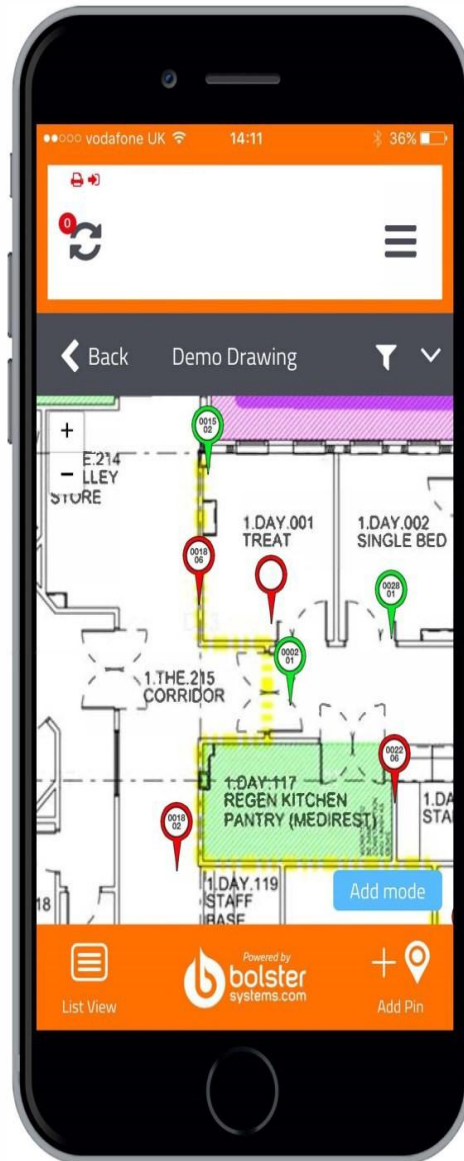 vodafone UK
14:11
36%
0
Back
Demo Drawing
+
-
E.214
LLEY
STORE
0015
02
1.DAY.001
TREAT
1.DAY.002
SINGLE BED
0018
06
0028
01
0002
01
1.THE.215
CORRIDOR
0022
06
1.DAY.117
REGEN KITCHEN
PANTRY (MEDIREST)
0018
02
1.DA
STA
1.DAY.119
STAFF
BASE
18
Add mode
List View
Powered by
bolster
systems.com
Add Pin